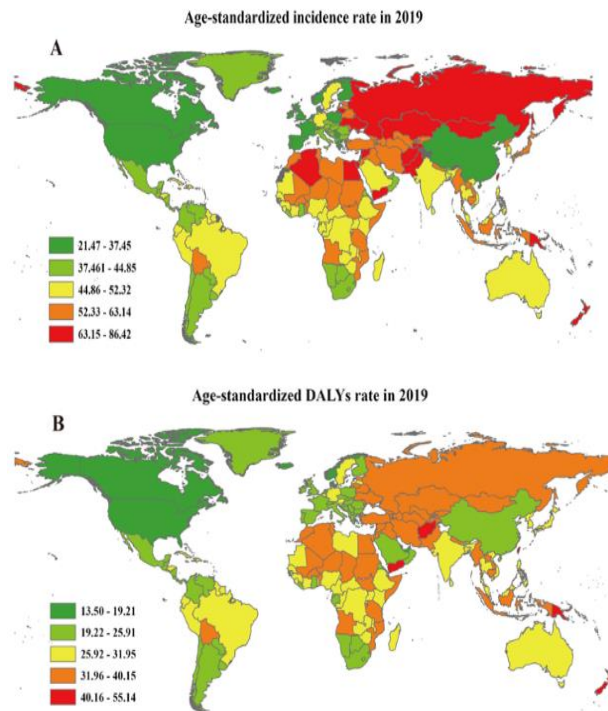 Age-standardized incidence rate in 2019
A
21.47 - 37.45
37.461 - 44.85
44.86 - 52.32
52.33 - 63.14
63.15 - 86.42
Age-standardized DALYs rate in 2019
B
13.50 - 19.21
19.22 - 25.91
25.92 - 31.95
31.96 - 40.15
40.16 - 55.14